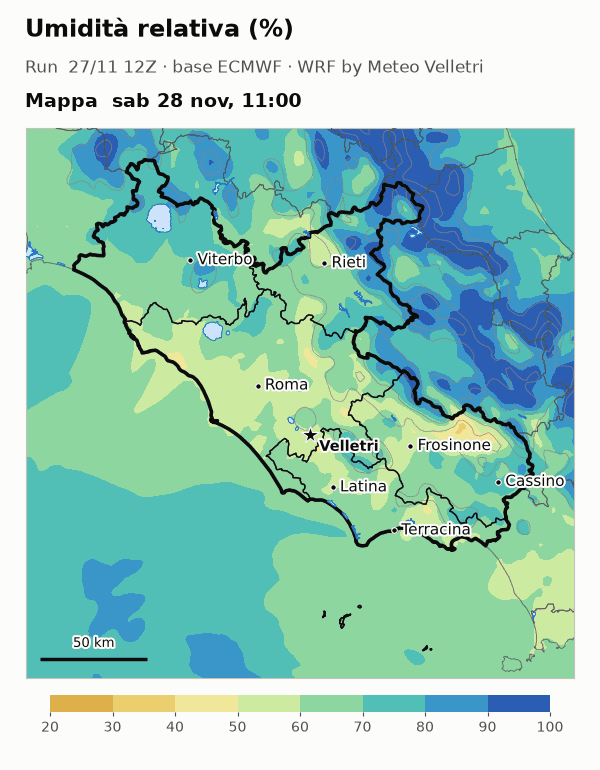 Umidità relativa (%)
Run 27/11 12Z · base ECMWF · WRF by Meteo Velletri
Mappa sab 28 nov, 11:00
Viterbo
Rieti
Roma
Velletri
Frosinone
Cassino
Latina
Terracina
50 km
20 30 40 50 60 70 80 90 100